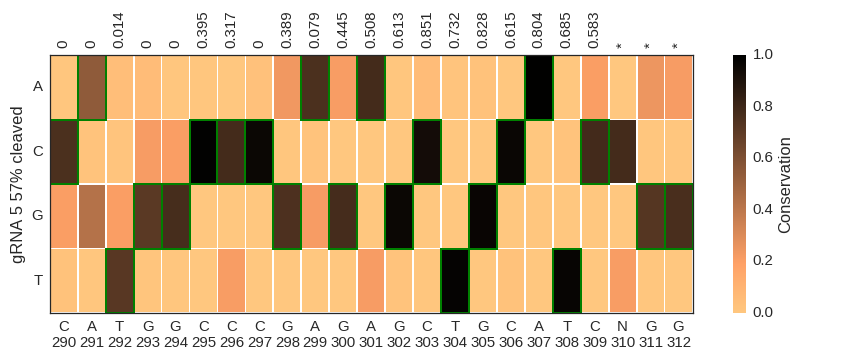 0 0 0.014 0 0 0.395 0.317 0 0.389 0.079 0.445 0.508 0.613 0.851 0.732 0.828 0.615 0.804 0.685 0.583 * * *
gRNA 5 57% cleaved
A
C
G
T
C A T G G C C C G A G A G C T G C A T C N G G
290 291 292 293 294 295 296 297 298 299 300 301 302 303 304 305 306 307 308 309 310 311 312
1.0
0.8
0.6
0.4
0.2
0.0
Conservation